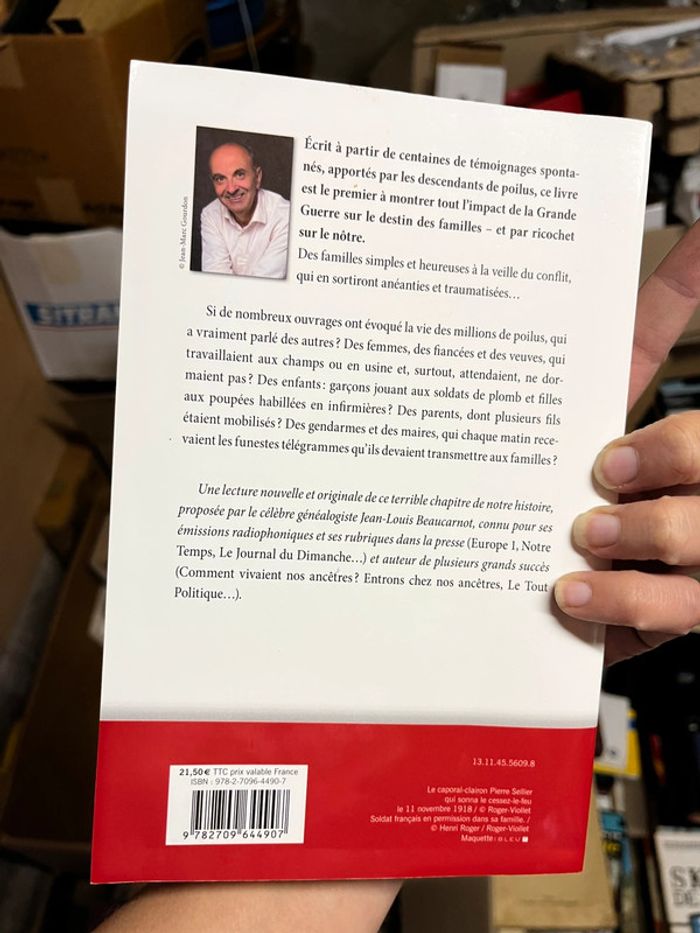 Écrit à partir de centaines de témoignages sponta-
nés, apportés par les descendants de poilus, ce livre
est le premier à montrer tout l'impact de la Grande
Guerre sur le destin des familles – et par ricochet
sur le nôtre.
Des familles simples et heureuses à la veille du conflit,
qui en sortiront anéanties et traumatisées…
© Jean-Marc Gourdon
Si de nombreux ouvrages ont évoqué la vie des millions de poilus, qui
a vraiment parlé des autres ? Des femmes, des fiancées et des veuves, qui
travaillaient aux champs ou en usine et, surtout, attendaient, ne dor-
maient pas ? Des enfants : garçons jouant aux soldats de plomb et filles
aux poupées habillées en infirmières ? Des parents, dont plusieurs fils
étaient mobilisés ? Des gendarmes et des maires, qui chaque matin rece-
vaient les funestes télégrammes qu'ils devaient transmettre aux familles ?
Une lecture nouvelle et originale de ce terrible chapitre de notre histoire,
proposée par le célèbre généalogiste Jean-Louis Beaucarnot, connu pour ses
émissions radiophoniques et ses rubriques dans la presse (Europe 1, Notre
Temps, Le Journal du Dimanche…) et auteur de plusieurs grands succès
(Comment vivaient nos ancêtres ? Entrons chez nos ancêtres, Le Tout
Politique…).
21,50 € TTC prix valable France
ISBN : 978-2-7096-4490-7
9 782709 644907
13.11.45.5609.8
Le caporal-clairon Pierre Sellier
qui sonna le cessez-le-feu
le 11 novembre 1918 / © Roger-Viollet
Soldat français en permission dans sa famille. /
© Henri Roger / Roger-Viollet
Maquette : BLEU